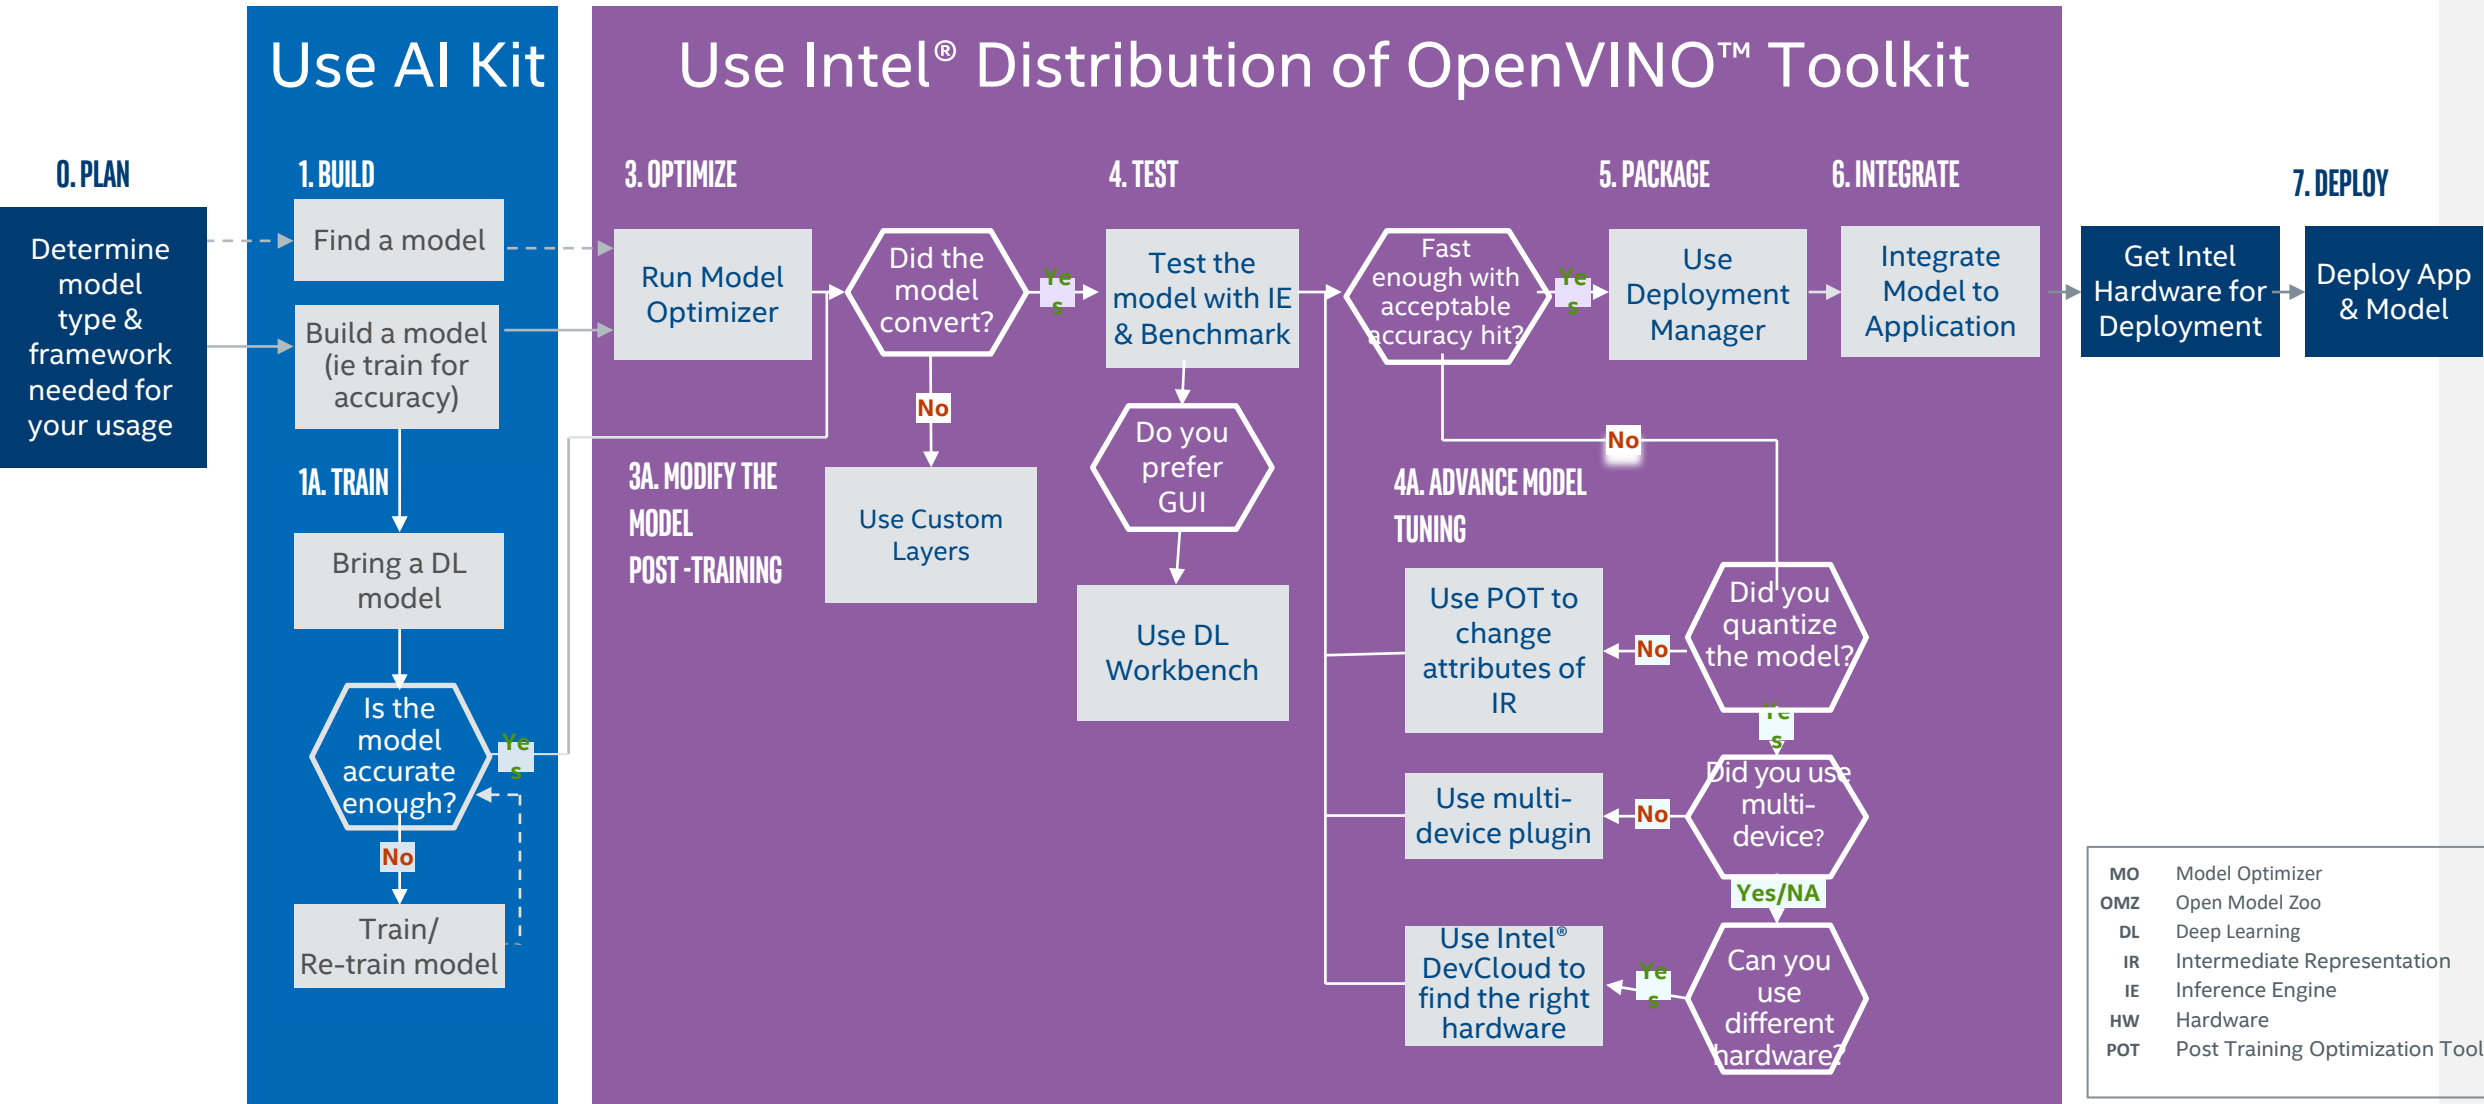 Use AI Kit
Use Intel® Distribution of OpenVINO™ Toolkit
0. PLAN
Determine
model
type &
framework
needed for
your usage
1. BUILD
Find a model
Build a model
(ie train for
accuracy)
1A. TRAIN
Bring a DL
model
Is the
model
accurate
enough?
Ye
s
No
Train/
Re-train model
3. OPTIMIZE
Run Model
Optimizer
Did the
model
convert?
Ye
s
No
3A. MODIFY THE
MODEL
POST -TRAINING
Use Custom
Layers
4. TEST
Test the
model with IE
& Benchmark
Do you
prefer
GUI
Use DL
Workbench
Fast
enough with
acceptable
accuracy hit?
Ye
s
No
4A. ADVANCE MODEL
TUNING
Use POT to
change
attributes of
IR
No
Did you
quantize
the model?
Ye
s
Use multi-
device plugin
No
Did you use
multi-
device?
Yes/NA
Use Intel®
DevCloud to
find the right
hardware
Ye
s
Can you
use
different
hardware?
5. PACKAGE
Use
Deployment
Manager
6. INTEGRATE
Integrate
Model to
Application
Get Intel
Hardware for
Deployment
7. DEPLOY
Deploy App
& Model
MO Model Optimizer
OMZ Open Model Zoo
DL Deep Learning
IR Intermediate Representation
IE Inference Engine
HW Hardware
POT Post Training Optimization Tool